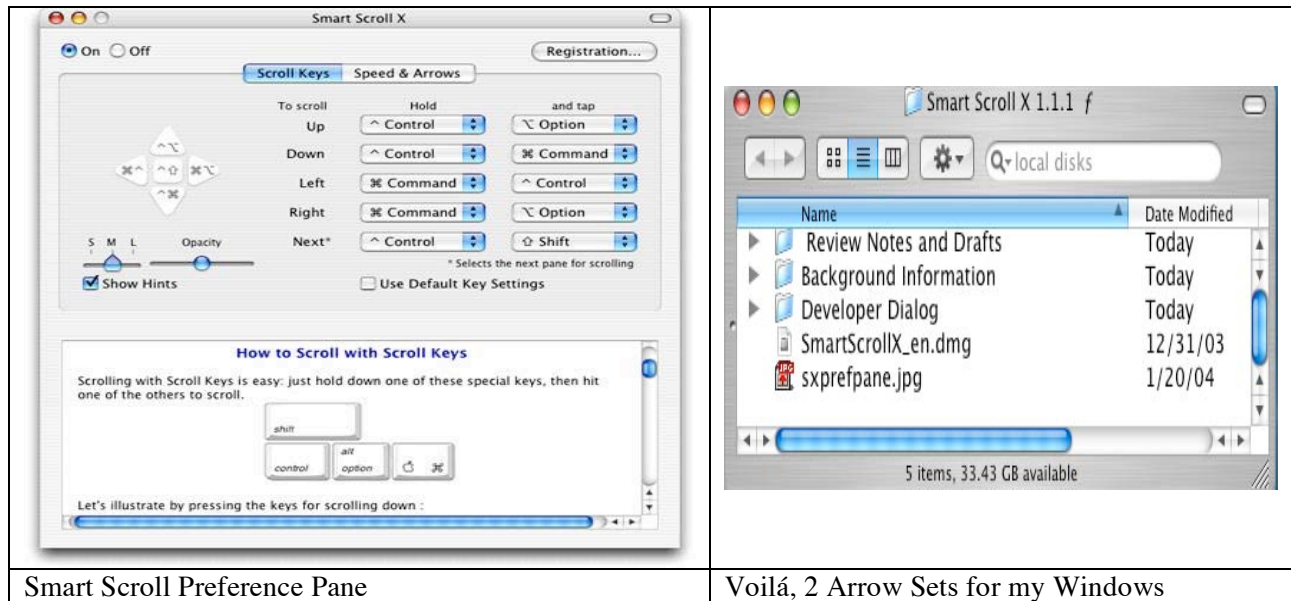 Smart Scroll X
On Off Registration...
Scroll Keys Speed & Arrows
To scroll Hold and tap
Up ^ Control ⌥ Option
Down ^ Control ⌘ Command
Left ⌘ Command ^ Control
Right ⌘ Command ⌥ Option
Next* ^ Control ⇧ Shift
* Selects the next pane for scrolling
^⌥
⌘^ ^⇧ ⌘⌥
^⌘
S M L Opacity
Show Hints Use Default Key Settings
How to Scroll with Scroll Keys
Scrolling with Scroll Keys is easy: just hold down one of these special keys, then hit
one of the others to scroll.
shift
control alt option ⌘
Let's illustrate by pressing the keys for scrolling down :
Smart Scroll Preference Pane
Smart Scroll X 1.1.1 f
local disks
Name Date Modified
Review Notes and Drafts Today
Background Information Today
Developer Dialog Today
SmartScrollX_en.dmg 12/31/03
JPG sxprefpane.jpg 1/20/04
5 items, 33.43 GB available
Voilá, 2 Arrow Sets for my Windows